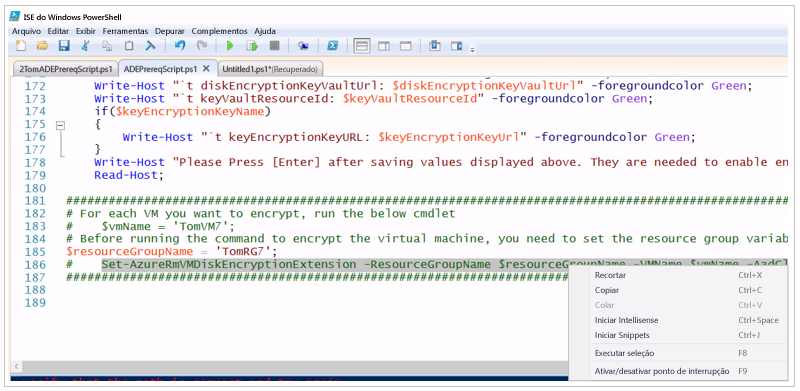 ISE do Windows PowerShell
Arquivo Editar Exibir Ferramentas Depurar Complementos Ajuda
2TomADEPrereqScript.ps1 ADEPrereqScript.ps1 X Untitled1.ps1*(Recuperado)
172 Write-Host "`t diskEncryptionKeyVaultUrl: $diskEncryptionKeyVaultUrl" -foregroundcolor Green;
173 Write-Host "`t keyVaultResourceId: $keyVaultResourceId" -foregroundcolor Green;
174 if($keyEncryptionKeyName)
175 {
176 Write-Host "`t keyEncryptionKeyURL: $keyEncryptionKeyUrl" -foregroundcolor Green;
177 }
178 Write-Host "Please Press [Enter] after saving values displayed above. They are needed to enable en
179 Read-Host;
180
181 ########################################################################################################
182 # For each VM you want to encrypt, run the below cmdlet
183 # $vmName = 'TomVM7';
184 # Before running the command to encrypt the virtual machine, you need to set the resource group variab
185 $resourceGroupName = 'TomRG7';
186 # Set-AzureRmVMDiskEncryptionExtension -ResourceGroupName $resourceGroupName -VMName $vmName -AadCl
187 ########################################################################
188
189
Recortar Ctrl+X
Copiar Ctrl+C
Colar Ctrl+V
Iniciar Intellisense Ctrl+Space
Iniciar Snippets Ctrl+J
Executar seleção F8
Ativar/desativar ponto de interrupção F9